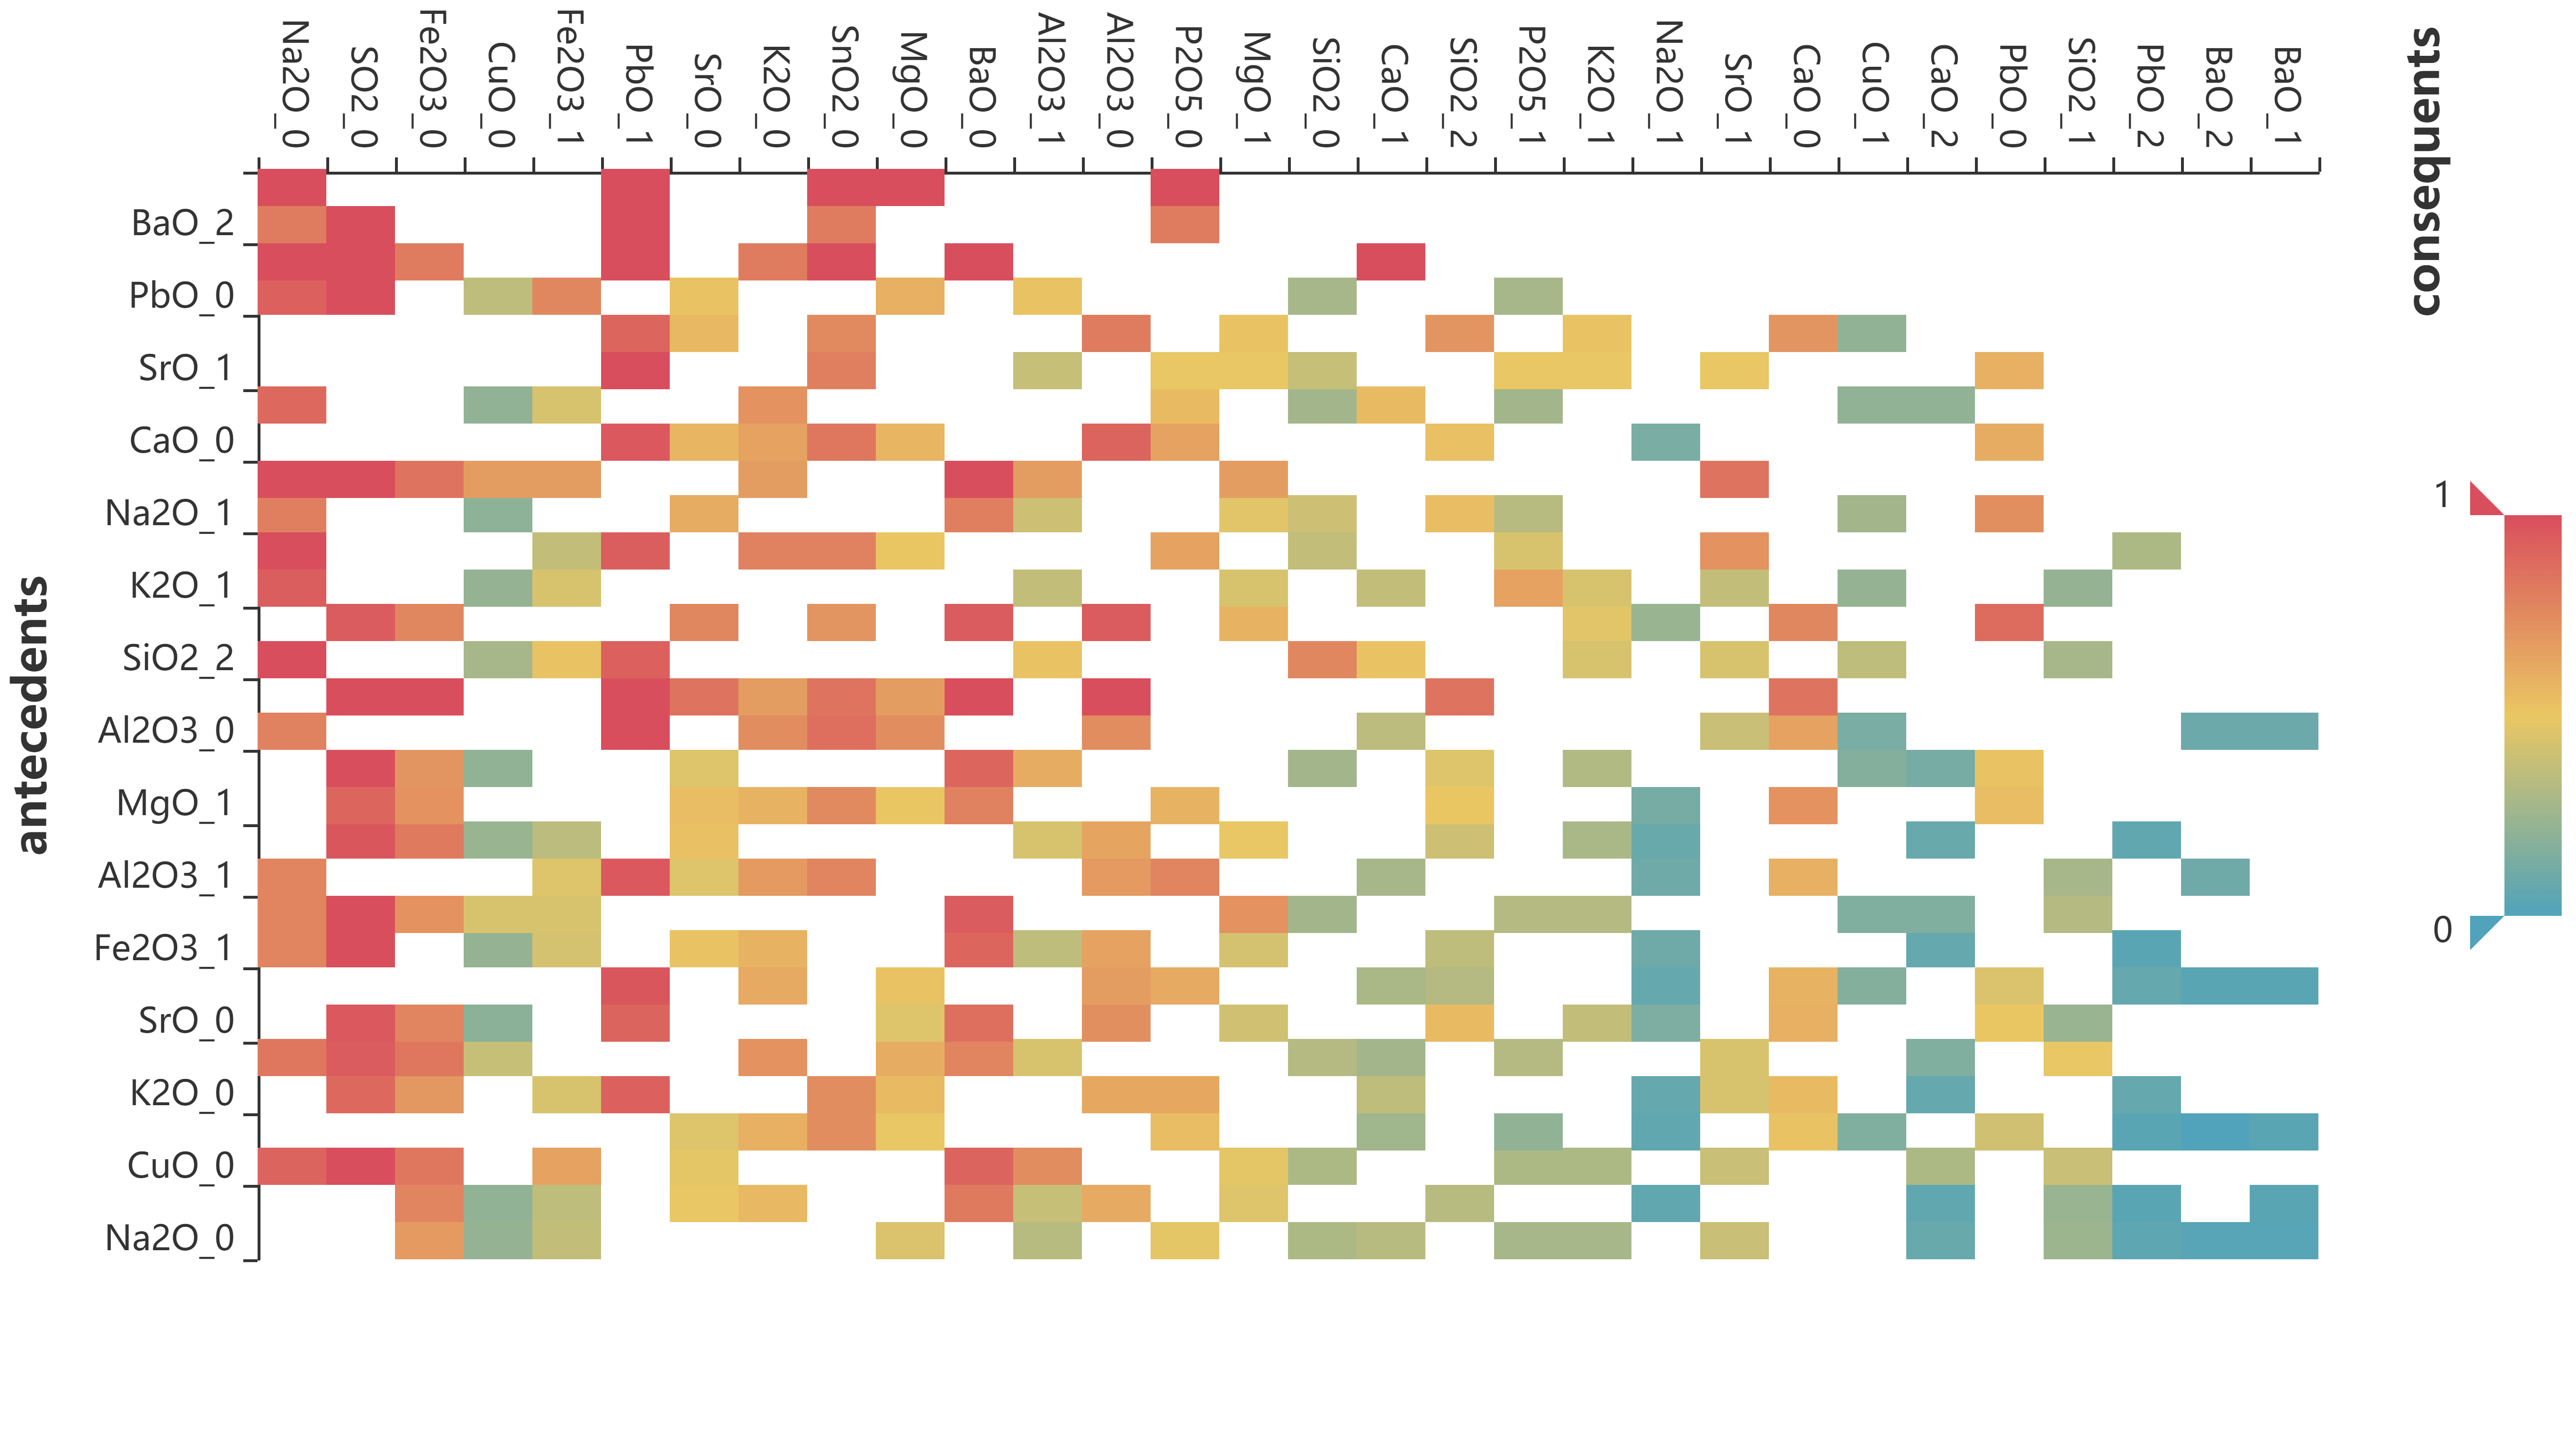 Na2O_0
SO2_0
Fe2O3_0
CuO_0
Fe2O3_1
PbO_1
SrO_0
K2O_0
SnO2_0
MgO_0
BaO_0
Al2O3_1
Al2O3_0
P2O5_0
MgO_1
SiO2_0
CaO_1
SiO2_2
P2O5_1
K2O_1
Na2O_1
SrO_1
CaO_0
CuO_1
CaO_2
PbO_0
SiO2_1
PbO_2
BaO_2
BaO_1
consequents
BaO_2
PbO_0
SrO_1
CaO_0
Na2O_1
K2O_1
SiO2_2
Al2O3_0
MgO_1
Al2O3_1
Fe2O3_1
SrO_0
K2O_0
CuO_0
Na2O_0
antecedents
1
0